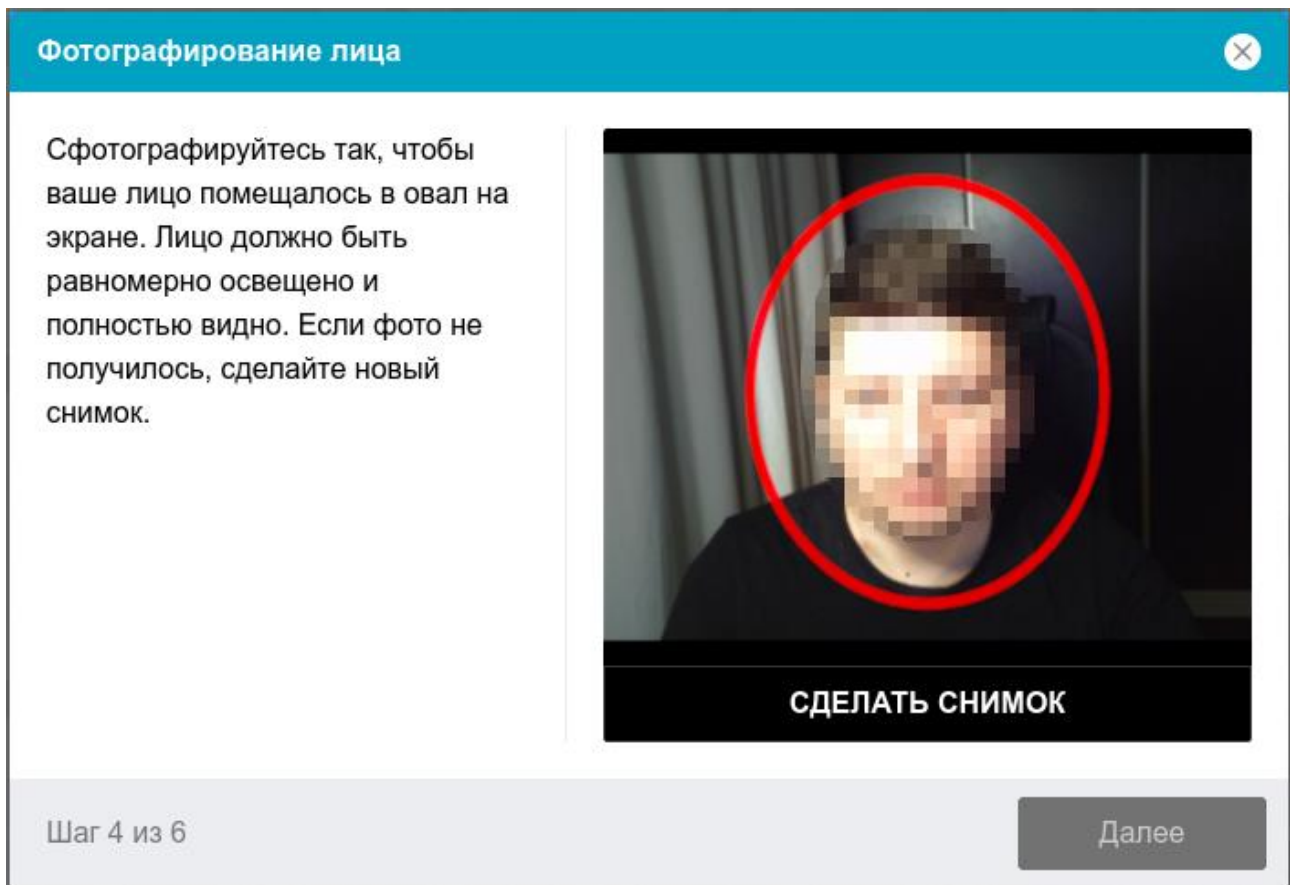 Фотографирование лица
Сфотографируйтесь так, чтобы
ваше лицо помещалось в овал на
экране. Лицо должно быть
равномерно освещено и
полностью видно. Если фото не
получилось, сделайте новый
снимок.
СДЕЛАТЬ СНИМОК
Шаг 4 из 6
Далее